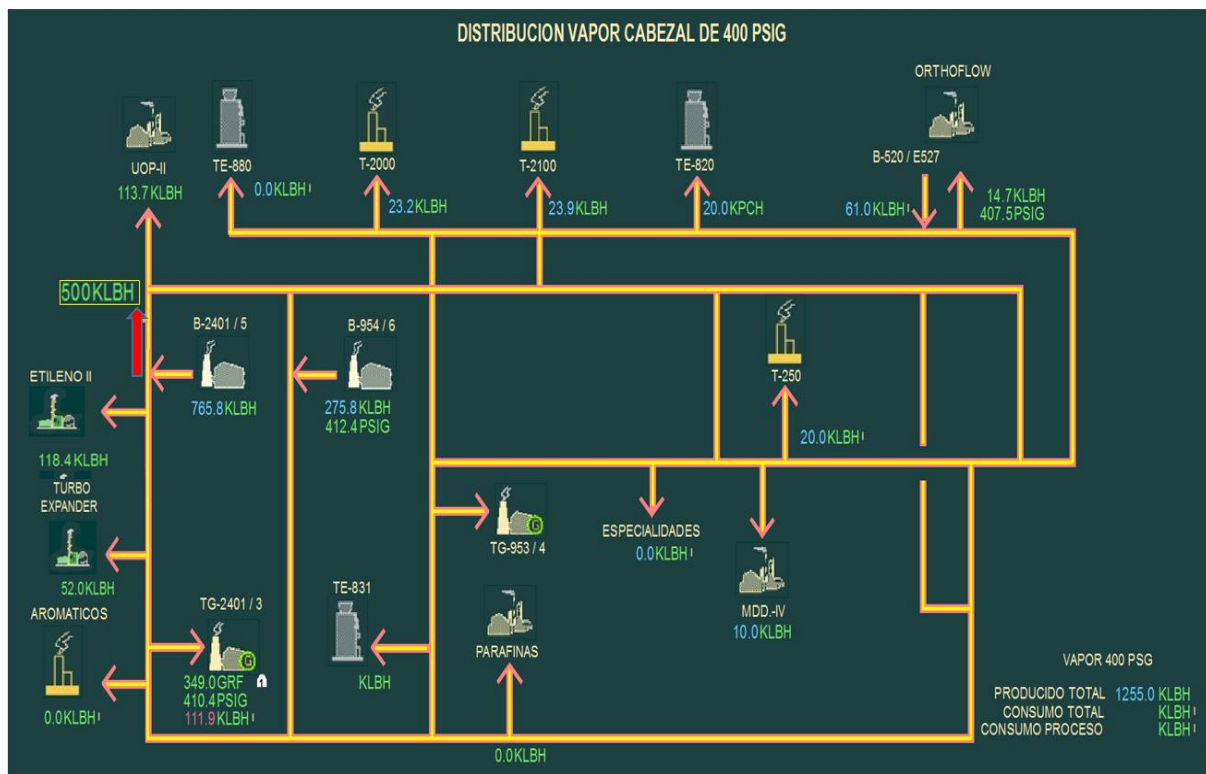 DISTRIBUCION VAPOR CABEZAL DE 400 PSIG
ORTHOFLOW
UOP-II
113.7 KLBH
TE-880
0.0 KLBH
T-2000
23.2 KLBH
T-2100
23.9 KLBH
TE-820
20.0 KPCH
B-520 / E527
61.0 KLBH
14.7 KLBH
407.5 PSIG
500 KLBH
B-2401 / 5
765.8 KLBH
B-954 / 6
275.8 KLBH
412.4 PSIG
T-250
20.0 KLBH
ETILENO II
118.4 KLBH
TURBO
EXPANDER
52.0 KLBH
TG-953 / 4
ESPECIALIDADES
0.0 KLBH
MDD.-IV
10.0 KLBH
AROMATICOS
0.0 KLBH
TG-2401 / 3
G
349.0 GRF
410.4 PSIG
111.9 KLBH
TE-831
KLBH
G
PARAFINAS
0.0 KLBH
VAPOR 400 PSG
PRODUCIDO TOTAL 1255.0 KLBH
CONSUMO TOTAL KLBH
CONSUMO PROCESO KLBH